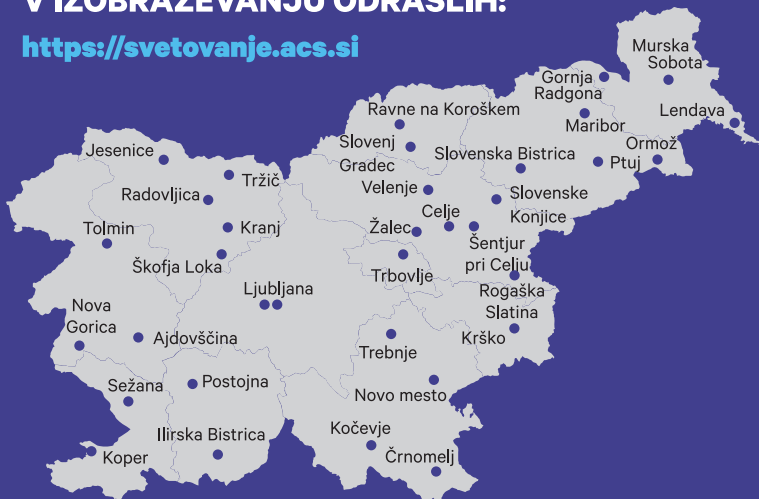 V IZOBRAŽEVANJU ODRASLIH:
https://svetovanje.acs.si
Murska
Sobota
Gornja
Radgona
Lendava
Ravne na Koroškem
Maribor
Slovenj
Gradec
Ormož
Jesenice
Slovenska Bistrica
Ptuj
Tržič
Velenje
Radovljica
Slovenske
Konjice
Celje
Tolmin
Kranj
Žalec
Šentjur
pri Celju
Škofja Loka
Trbovlje
Ljubljana
Rogaška
Slatina
Nova
Gorica
Ajdovščina
Krško
Trebnje
Sežana
Postojna
Novo mesto
Kočevje
Ilirska Bistrica
Koper
Črnomelj